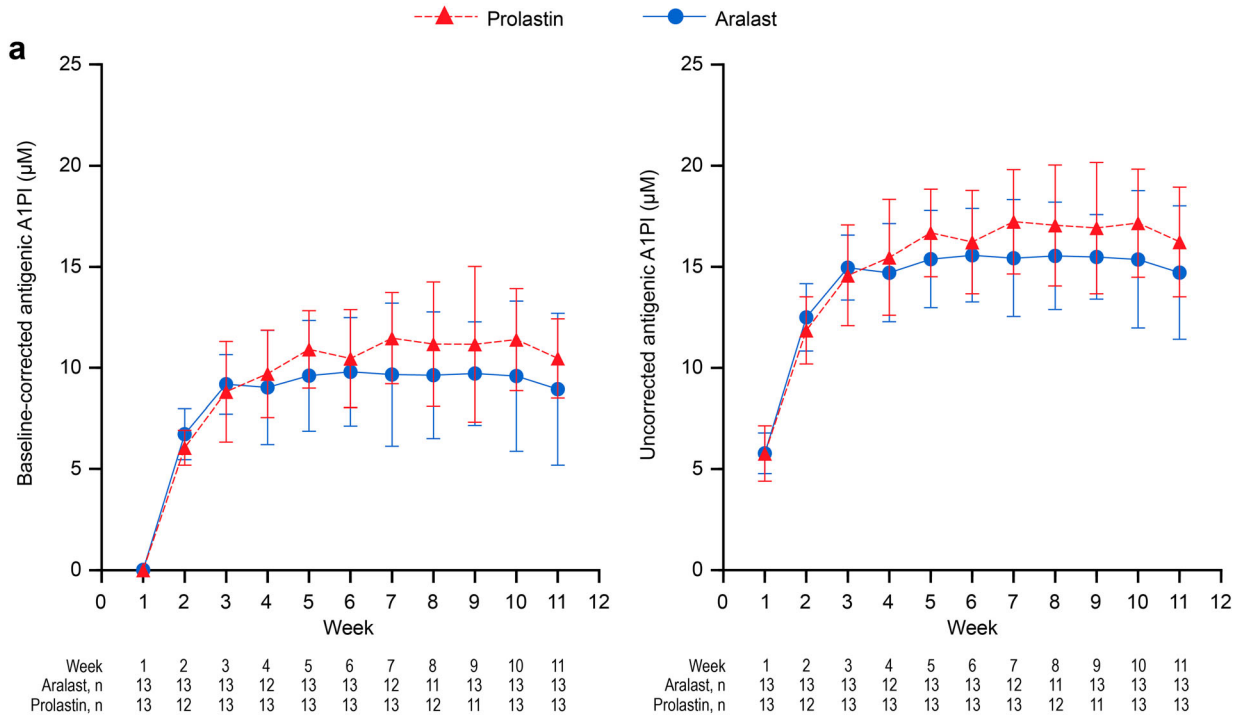 Prolastin Aralast
a
Baseline-corrected antigenic A1PI (µM)
25
20
15
10
5
0
0 1 2 3 4 5 6 7 8 9 10 11 12
Week
Week 1 2 3 4 5 6 7 8 9 10 11
Aralast, n 13 13 13 12 13 13 12 11 13 13 13
Prolastin, n 13 12 13 13 13 13 13 12 11 13 13
Uncorrected antigenic A1PI (µM)
25
20
15
10
5
0
0 1 2 3 4 5 6 7 8 9 10 11 12
Week
Week 1 2 3 4 5 6 7 8 9 10 11
Aralast, n 13 13 13 12 13 13 12 11 13 13 13
Prolastin, n 13 12 13 13 13 13 13 12 11 13 13